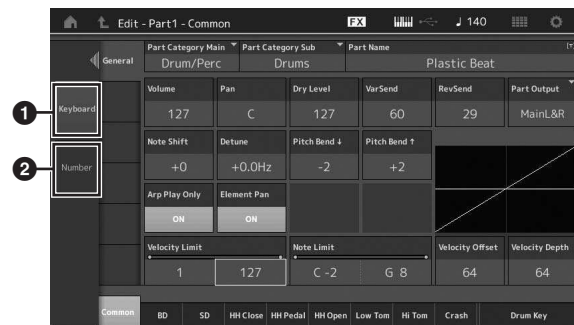 Edit - Part1 - Common FX 140
General
Part Category Main Part Category Sub Part Name
Drum/Perc Drums Plastic Beat
1 Keyboard
2 Number
Volume Pan Dry Level VarSend RevSend Part Output
127 C 127 60 29 MainL&R
Note Shift Detune Pitch Bend ↓ Pitch Bend ↑
+0 +0.0Hz -2 +2
Arp Play Only Element Pan
ON ON
Velocity Limit Note Limit Velocity Offset Velocity Depth
1 127 C -2 G 8 64 64
Common BD SD HH Close HH Pedal HH Open Low Tom Hi Tom Crash Drum Key